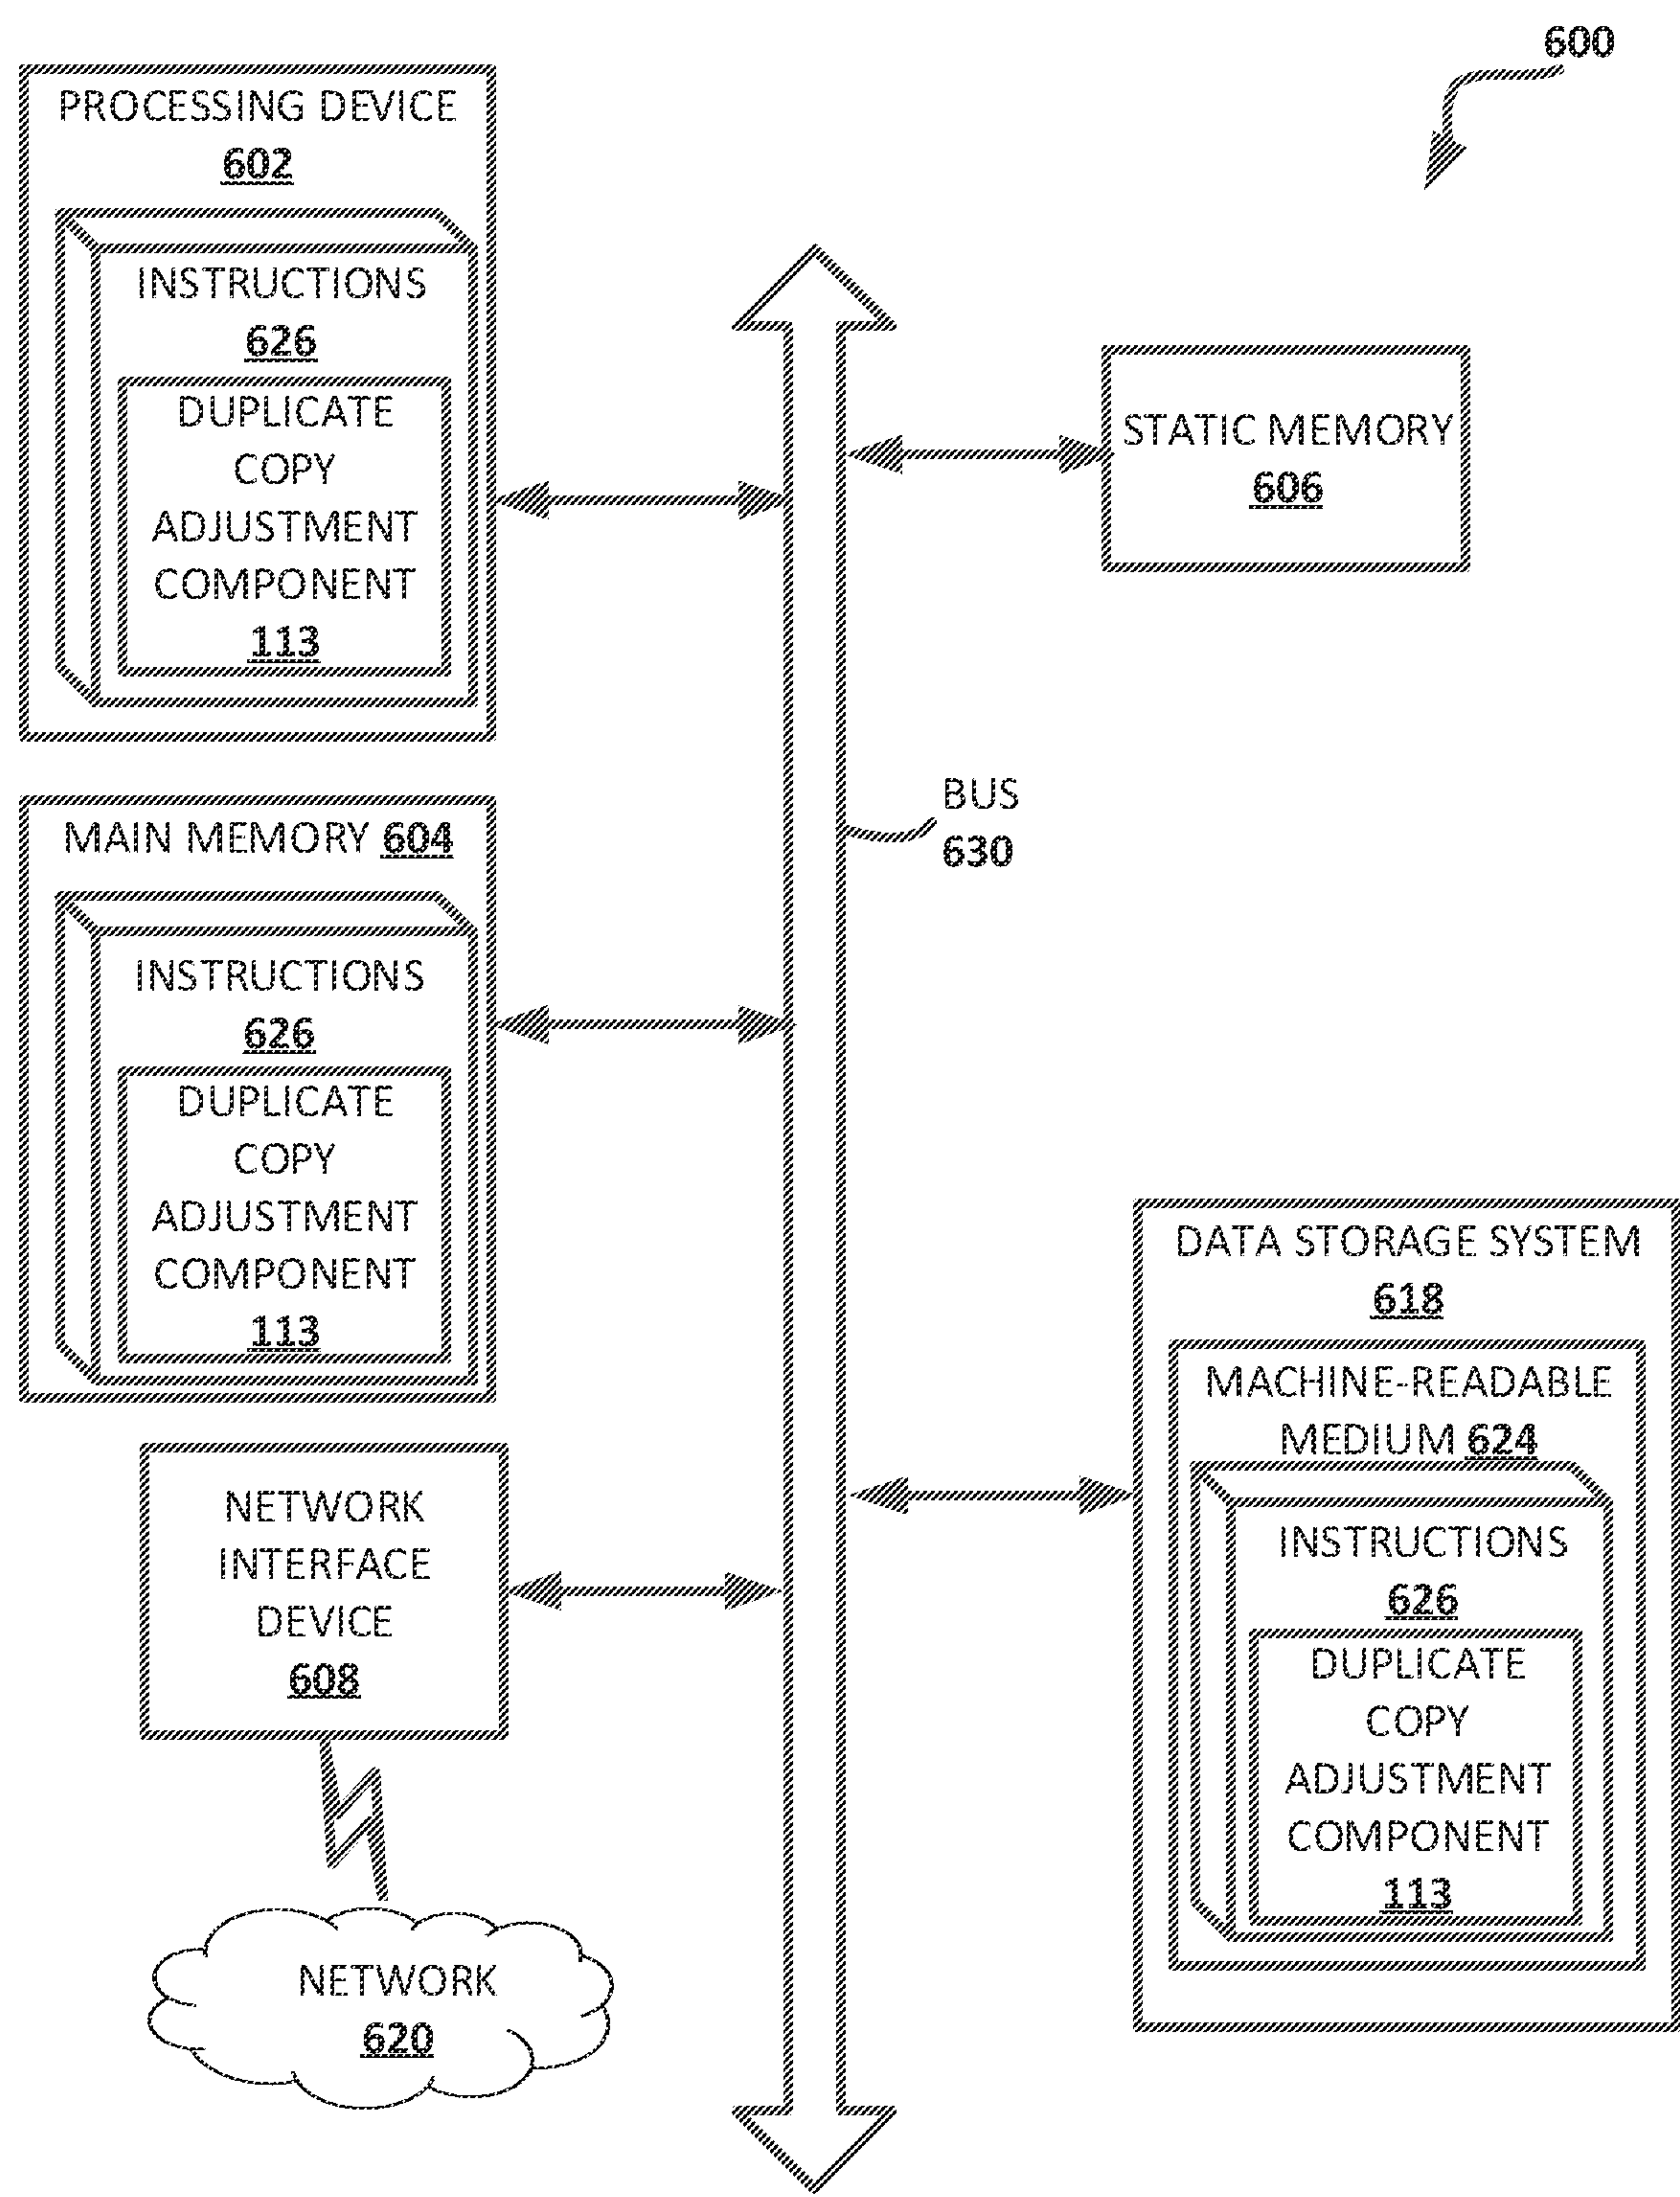 600
PROCESSING DEVICE
602
INSTRUCTIONS
626
DUPLICATE
COPY
ADJUSTMENT
COMPONENT
113
STATIC MEMORY
606
BUS
630
MAIN MEMORY 604
INSTRUCTIONS
626
DUPLICATE
COPY
ADJUSTMENT
COMPONENT
113
DATA STORAGE SYSTEM
618
MACHINE-READABLE
MEDIUM 624
INSTRUCTIONS
626
DUPLICATE
COPY
ADJUSTMENT
COMPONENT
113
NETWORK
INTERFACE
DEVICE
608
NETWORK
620